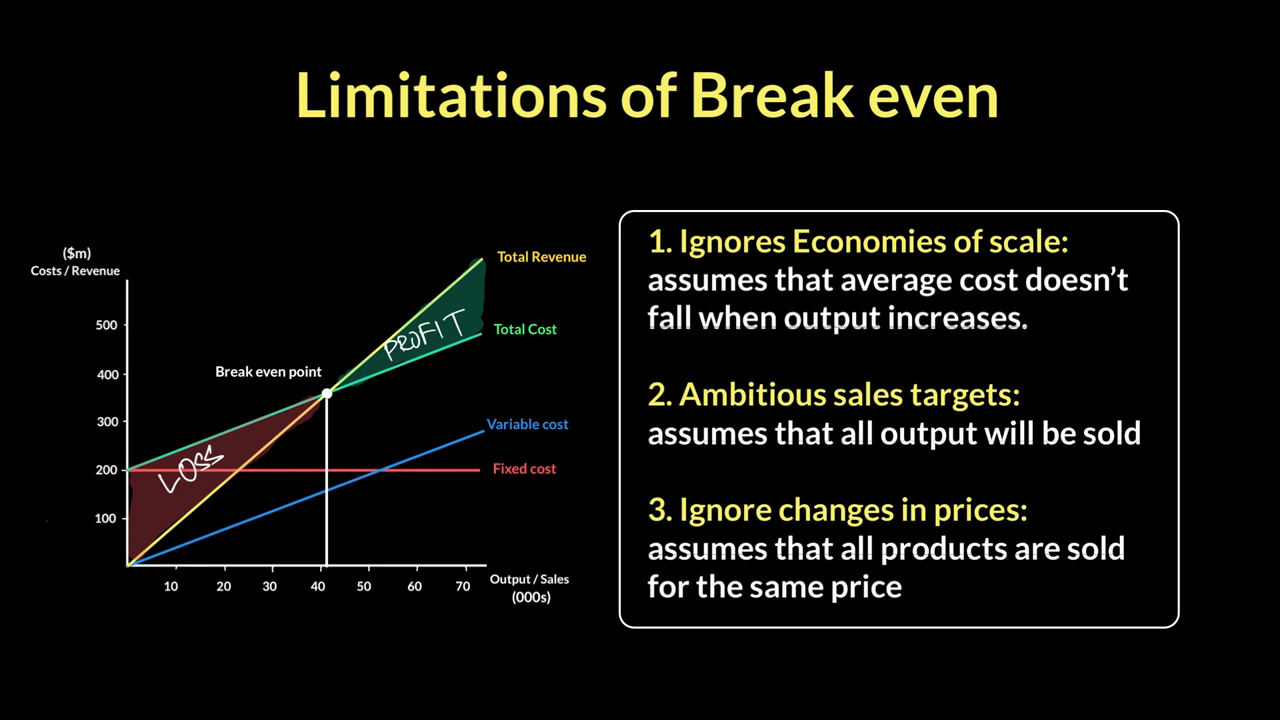 Limitations of Break even
($m)
Costs / Revenue
500
400
300
200
100
10 20 30 40 50 60 70
Output / Sales
(000s)
Break even point
Total Revenue
Total Cost
Variable cost
Fixed cost
LOSS
PROFIT
1. Ignores Economies of scale:
assumes that average cost doesn’t
fall when output increases.
2. Ambitious sales targets:
assumes that all output will be sold
3. Ignore changes in prices:
assumes that all products are sold
for the same price